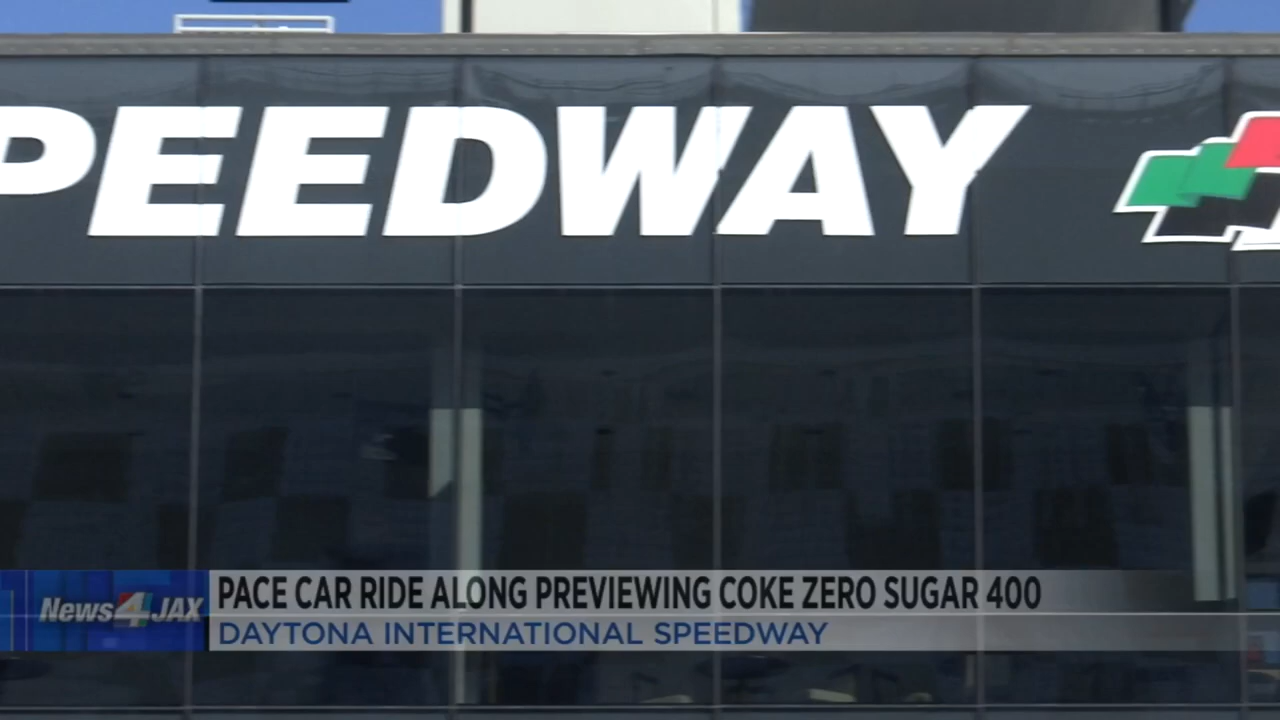 PEEDWAY
News4JAX
PACE CAR RIDE ALONG PREVIEWING COKE ZERO SUGAR 400
DAYTONA INTERNATIONAL SPEEDWAY